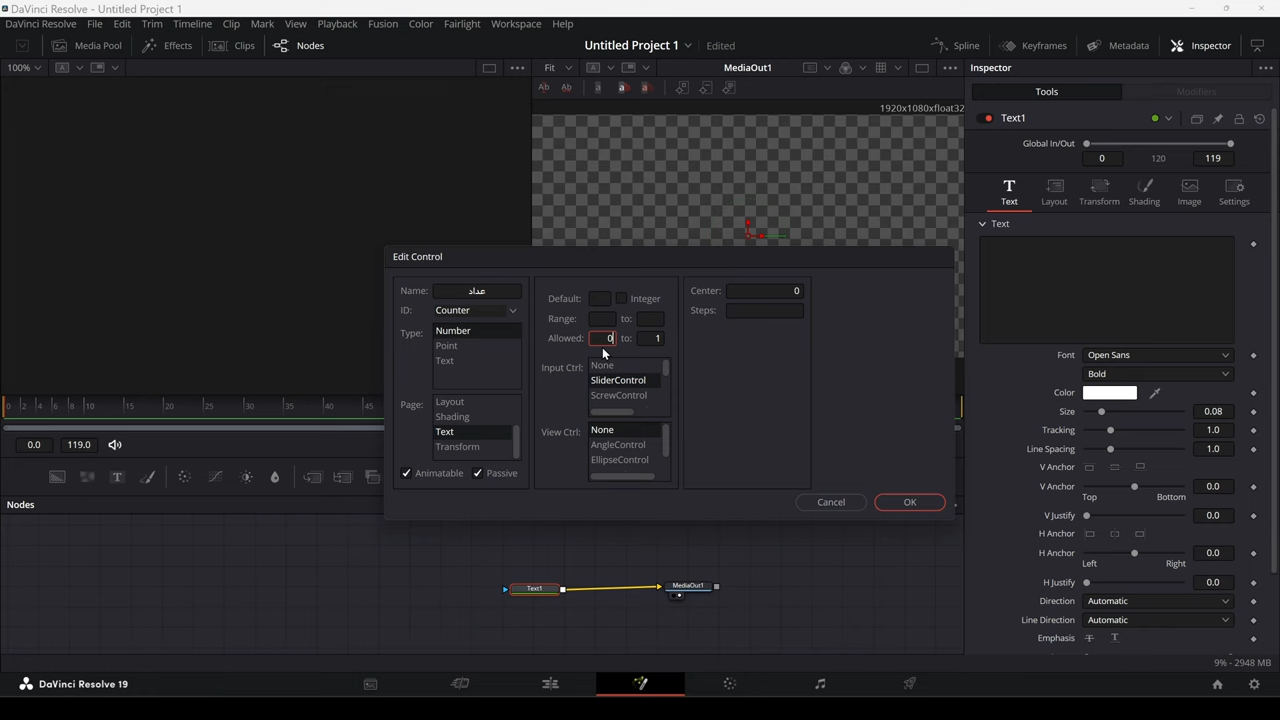 DaVinci Resolve - Untitled Project 1
DaVinci Resolve File Edit Trim Timeline Clip Mark View Playback Fusion Color Fairlight Workspace Help
Media Pool Effects Clips Nodes Untitled Project 1 Edited Spline Keyframes Metadata Inspector
100% Fit MediaOut1 Inspector
Tools Modifiers
1920x1080xfloat32
Text1
Global In/Out
0 120 119
Text Layout Transform Shading Image Settings
Text
Edit Control
Name: عداد
ID: Counter
Type: Number
Point
Text
Page: Layout
Shading
Text
Transform
Animatable Passive
Default: Integer
Range: to:
Allowed: 0 to: 1
Input Ctrl: None
SliderControl
ScrewControl
View Ctrl: None
AngleControl
EllipseControl
Center: 0
Steps:
Cancel OK
Font Open Sans
Bold
Color
Size 0.08
Tracking 1.0
Line Spacing 1.0
V Anchor
V Anchor 0.0
Top Bottom
V Justify 0.0
H Anchor
H Anchor 0.0
Left Right
H Justify 0.0
Direction Automatic
Line Direction Automatic
Emphasis
0 2 4 6 8 10 15 20 25 30 35 40 45
0.0 119.0
Nodes
Text1 MediaOut1
9% - 2948 MB
DaVinci Resolve 19